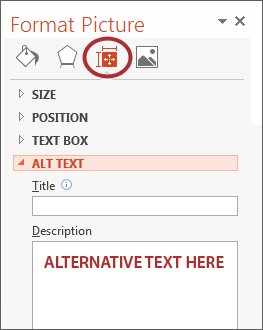 Format Picture
SIZE
POSITION
TEXT BOX
ALT TEXT
Title
Description
ALTERNATIVE TEXT HERE